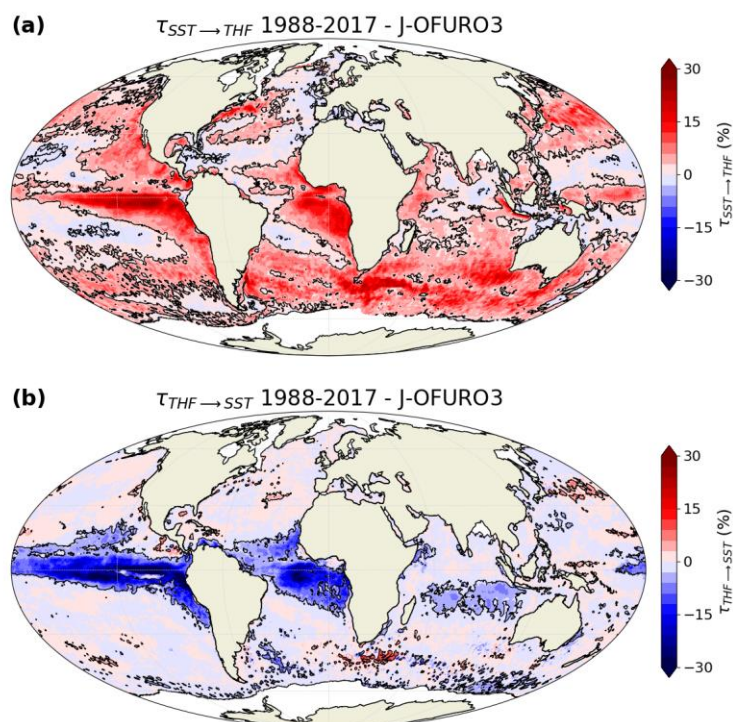 (a)
τSST→THF 1988-2017 - J-OFURO3
30
15
0
−15
−30
τSST→THF (%)
(b)
τTHF→SST 1988-2017 - J-OFURO3
30
15
0
−15
−30
τTHF→SST (%)